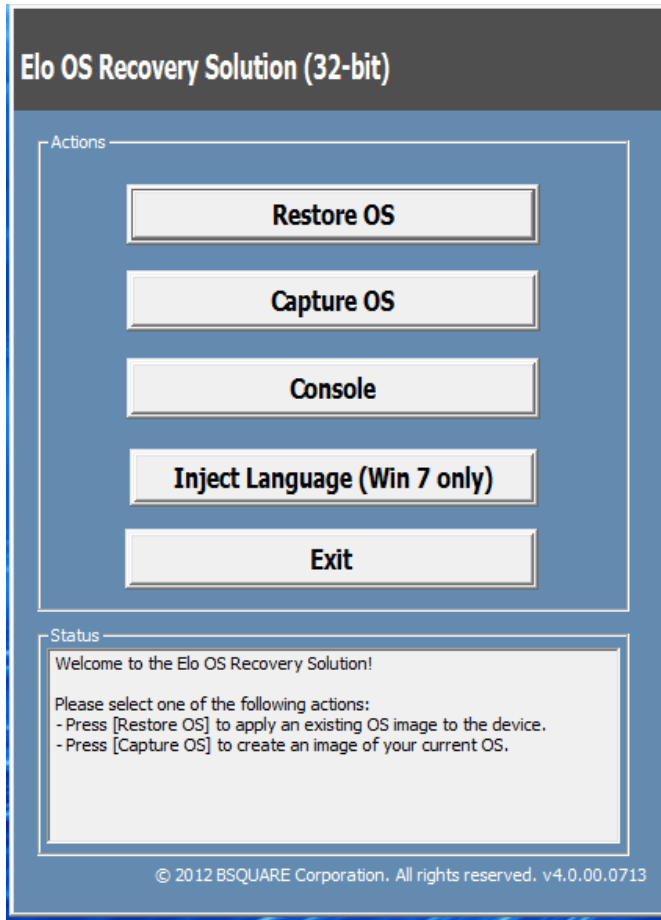 Elo OS Recovery Solution (32-bit)
Actions
Restore OS
Capture OS
Console
Inject Language (Win 7 only)
Exit
Status
Welcome to the Elo OS Recovery Solution!
Please select one of the following actions:
- Press [Restore OS] to apply an existing OS image to the device.
- Press [Capture OS] to create an image of your current OS.
© 2012 BSQUARE Corporation. All rights reserved. v4.0.00.0713